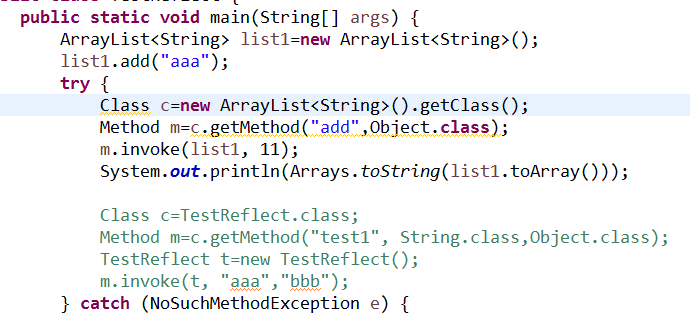 public static void main(String[] args) {
ArrayList<String> list1=new ArrayList<String>();
list1.add("aaa");
try {
Class c=new ArrayList<String>().getClass();
Method m=c.getMethod("add",Object.class);
m.invoke(list1, 11);
System.out.println(Arrays.toString(list1.toArray()));
Class c=TestReflect.class;
Method m=c.getMethod("test1", String.class,Object.class);
TestReflect t=new TestReflect();
m.invoke(t, "aaa","bbb");
} catch (NoSuchMethodException e) {